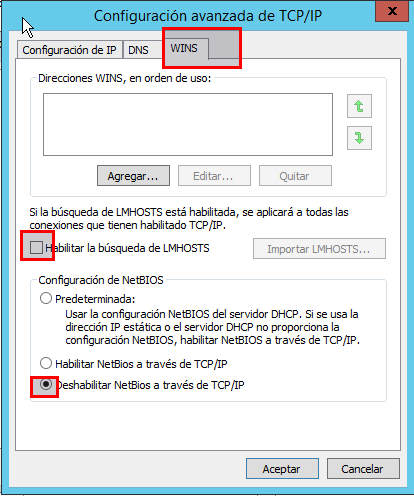 Configuración avanzada de TCP/IP
x
Configuración de IP
DNS
WINS
Direcciones WINS, en orden de uso:
Agregar...
Editar...
Quitar
Si la búsqueda de LMHOSTS está habilitada, se aplicará a todas las
conexiones que tienen habilitado TCP/IP.
Habilitar la búsqueda de LMHOSTS
Importar LMHOSTS...
Configuración de NetBIOS
Predeterminada:
Usar la configuración NetBIOS del servidor DHCP. Si se usa la
dirección IP estática o el servidor DHCP no proporciona la
configuración NetBIOS, habilitar NetBIOS a través de TCP/IP.
Habilitar NetBios a través de TCP/IP
Deshabilitar NetBios a través de TCP/IP
Aceptar
Cancelar